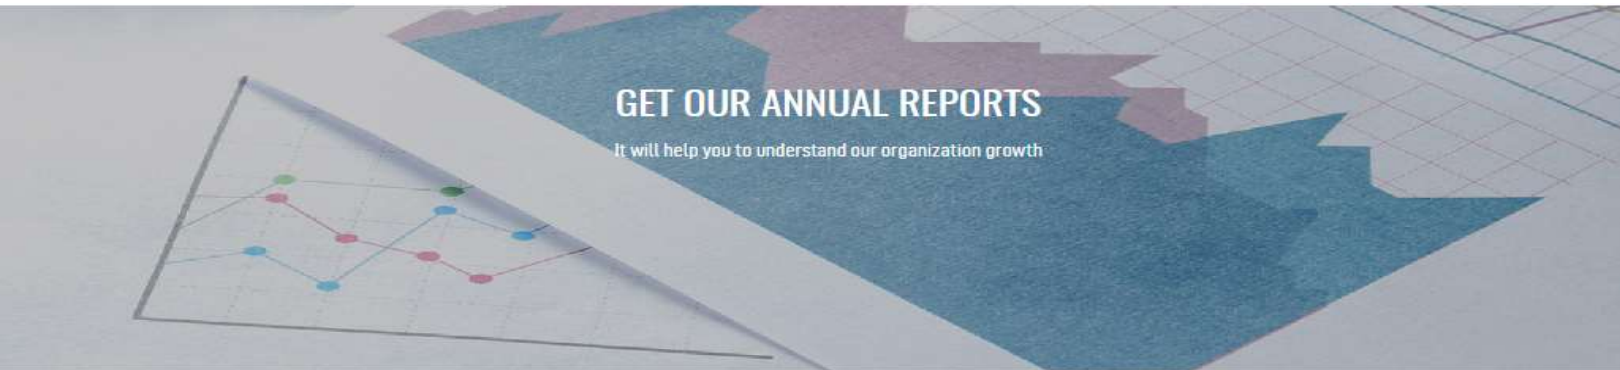 GET OUR ANNUAL REPORTS
It will help you to understand our organization growth